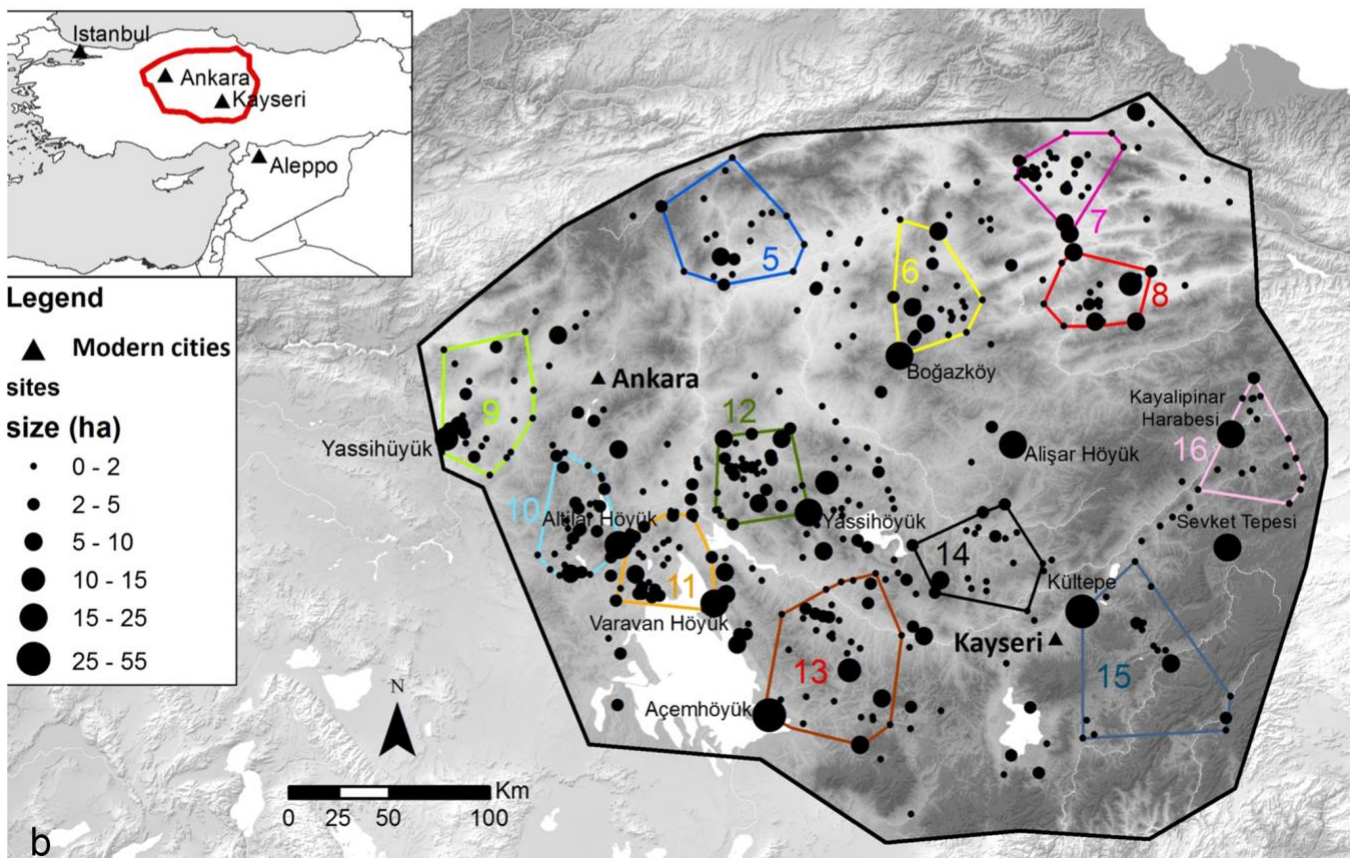 Istanbul
Ankara
Kayseri
Aleppo
Legend
Modern cities
sites
size (ha)
0 - 2
2 - 5
5 - 10
10 - 15
15 - 25
25 - 55
5
6
7
8
Boğazköy
Ankara
9
12
Yassihüyük
Kayalipinar
Harabesi
16
Alişar Höyük
10
Altilar Höyük
Yassihöyük
Sevket Tepesi
14
11
Kültepe
Varavan Höyük
Kayseri
13
15
Açemhöyük
N
Km
0 25 50 100
b